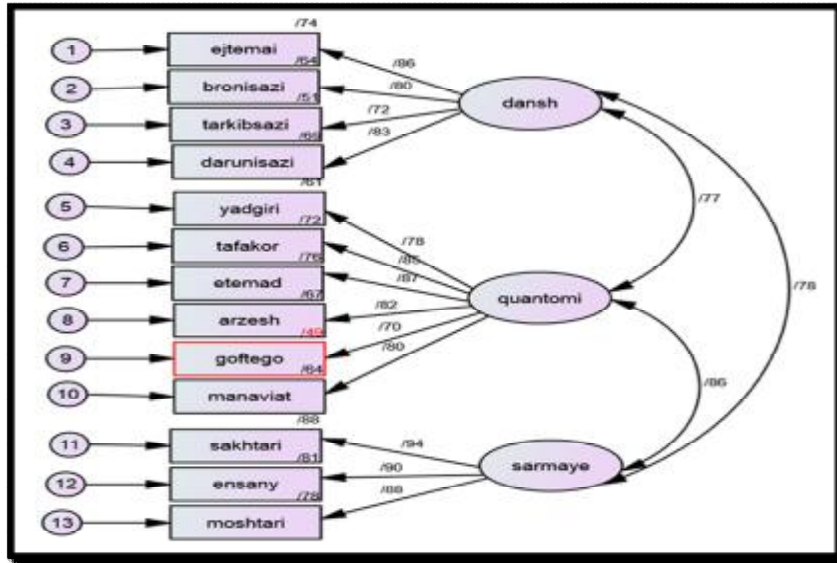 /74
1 ejtemai /86
/64
2 bronisazi /80 dansh
/51
3 tarkibsazi /72
/69
4 darunisazi /83
/61
5 yadgiri /78 /77
/72
6 tafakor /85
/76
7 etemad /87 quantomi /78
/67
8 arzesh /82
/49
9 goftego /70
/64
10 manaviat /80 /86
/88
11 sakhtari /94
/81
12 ensany /90 sarmaye
/78
13 moshtari /88